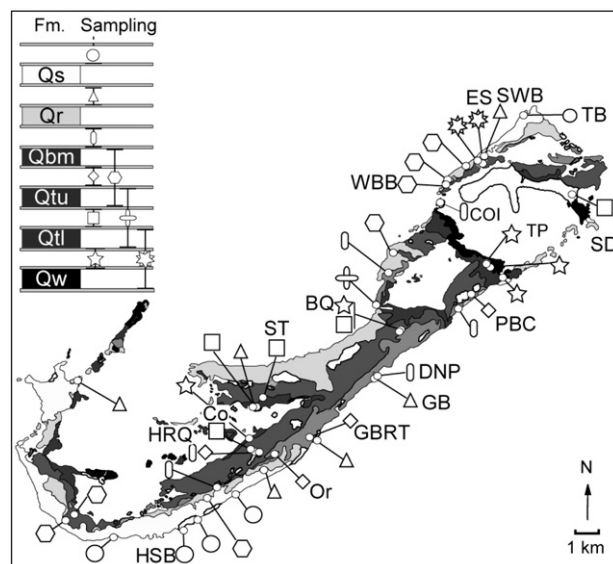 Fm. Sampling
Qs
Qr
Qbm
Qtu
Qtl
Qw
ES SWB
TB
WBB
COI
TP
SD
BQ
PBC
ST
DNP
Co
GB
HRQ
GBRT
Or
HSB
N
1 km